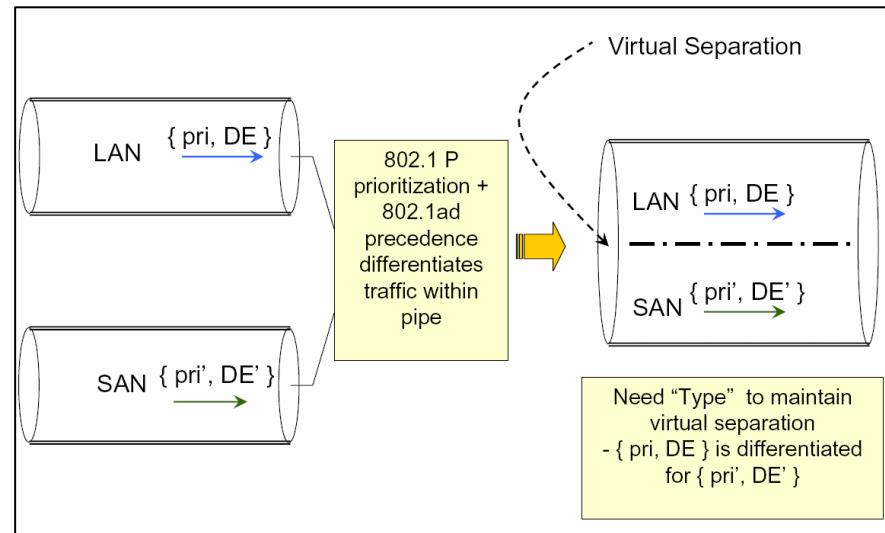 Virtual Separation
LAN { pri, DE }
802.1 P
prioritization +
802.1ad
precedence
differentiates
traffic within
pipe
LAN { pri, DE }
SAN { pri’, DE’ }
SAN { pri’, DE’ }
Need “Type” to maintain
virtual separation
- { pri, DE } is differentiated
for { pri’, DE’ }